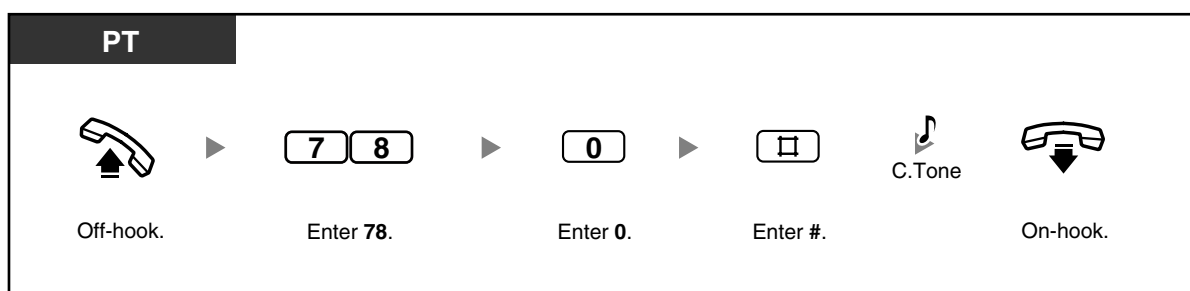 PT
7 8 0 #
C.Tone
Off-hook. Enter 78. Enter 0. Enter #. On-hook.